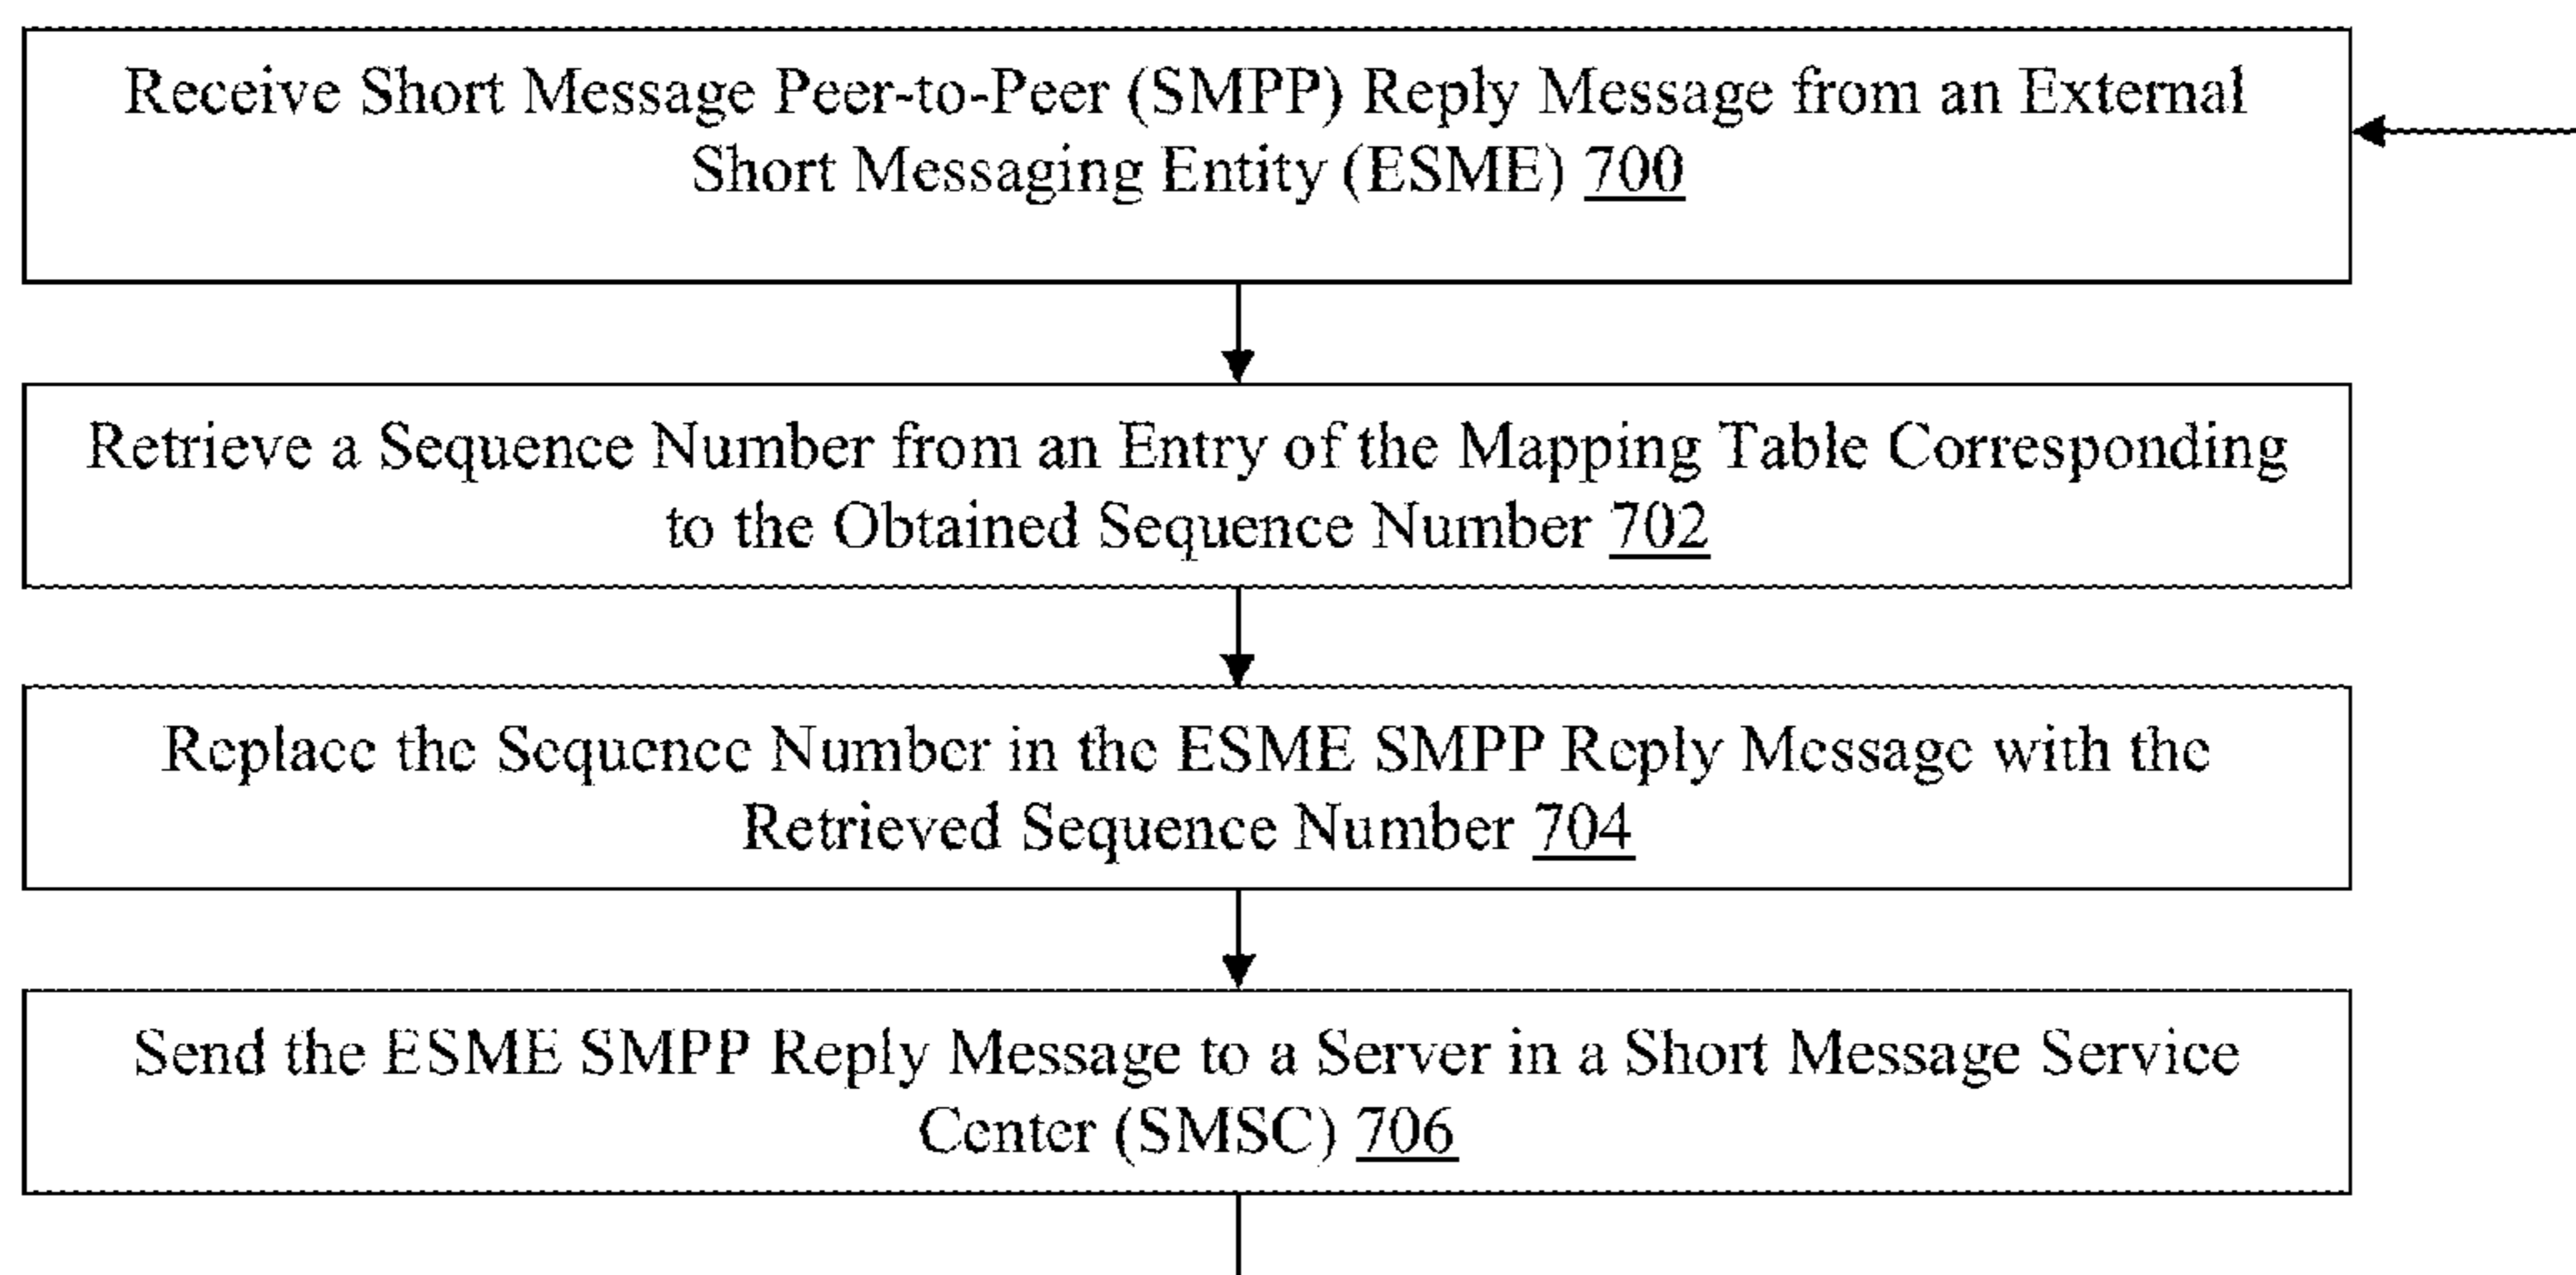 Receive Short Message Peer-to-Peer (SMPP) Reply Message from an External
Short Messaging Entity (ESME) 700
Retrieve a Sequence Number from an Entry of the Mapping Table Corresponding
to the Obtained Sequence Number 702
Replace the Sequence Number in the ESME SMPP Reply Message with the
Retrieved Sequence Number 704
Send the ESME SMPP Reply Message to a Server in a Short Message Service
Center (SMSC) 706